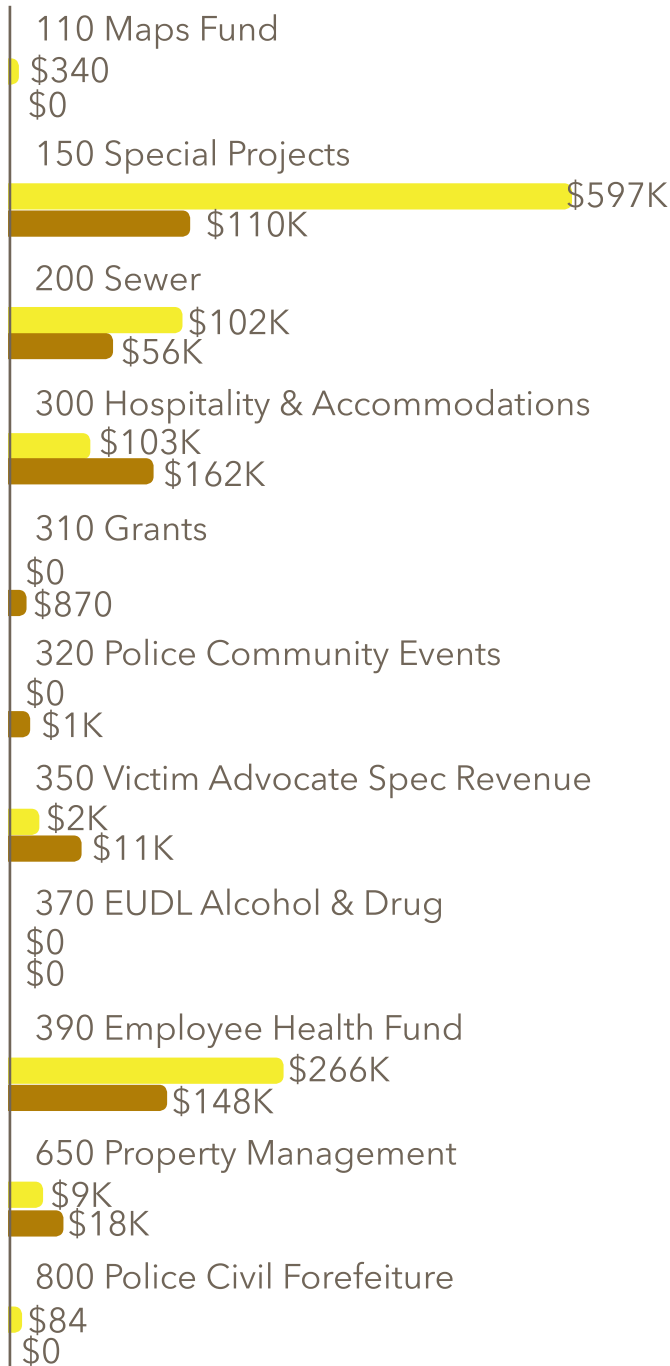 110 Maps Fund
$340
$0
150 Special Projects
$597K
$110K
200 Sewer
$102K
$56K
300 Hospitality & Accommodations
$103K
$162K
310 Grants
$0
$870
320 Police Community Events
$0
$1K
350 Victim Advocate Spec Revenue
$2K
$11K
370 EUDL Alcohol & Drug
$0
$0
390 Employee Health Fund
$266K
$148K
650 Property Management
$9K
$18K
800 Police Civil Forefeiture
$84
$0